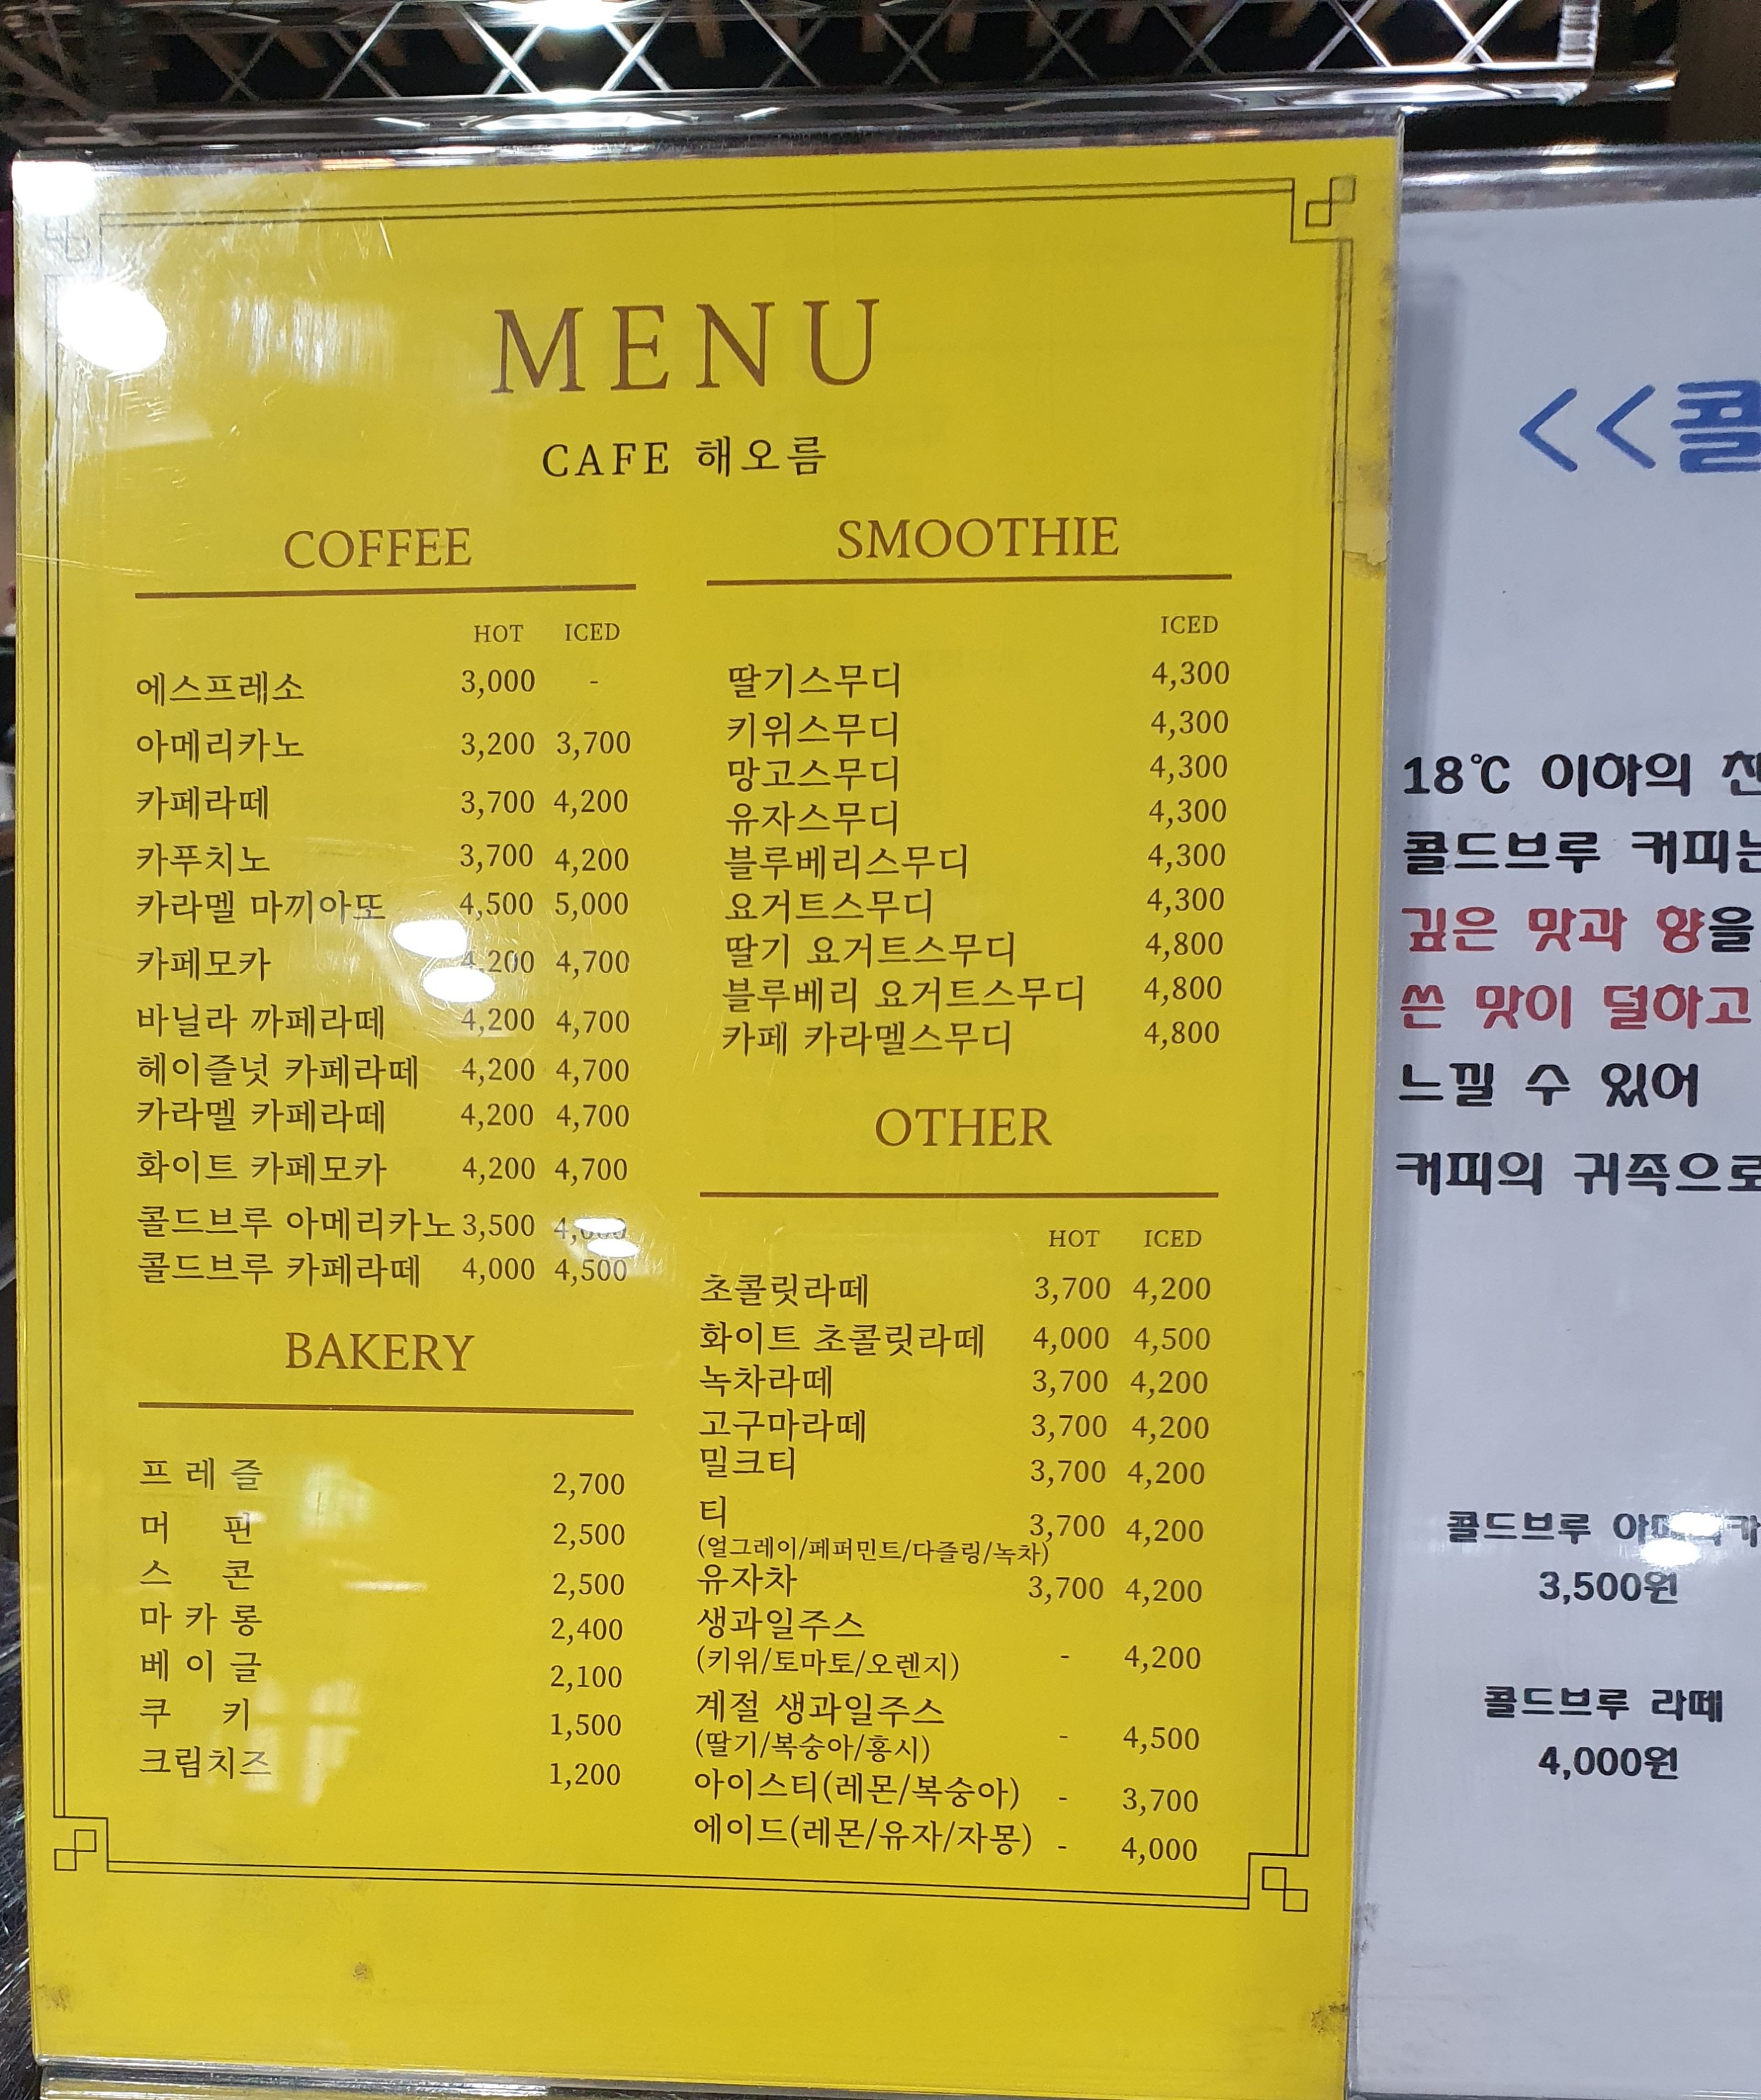 MENU
CAFE 해오름
COFFEE
HOT ICED
에스프레소 3,000 -
아메리카노 3,200 3,700
카페라떼 3,700 4,200
카푸치노 3,700 4,200
카라멜 마끼아또 4,500 5,000
카페모카 4,200 4,700
바닐라 까페라떼 4,200 4,700
헤이즐넛 카페라떼 4,200 4,700
카라멜 카페라떼 4,200 4,700
화이트 카페모카 4,200 4,700
콜드브루 아메리카노 3,500 4,000
콜드브루 카페라떼 4,000 4,500
BAKERY
프레즐 2,700
머핀 2,500
스콘 2,500
마카롱 2,400
베이글 2,100
쿠키 1,500
크림치즈 1,200
SMOOTHIE
ICED
딸기스무디 4,300
키위스무디 4,300
망고스무디 4,300
유자스무디 4,300
블루베리스무디 4,300
요거트스무디 4,300
딸기 요거트스무디 4,800
블루베리 요거트스무디 4,800
카페 카라멜스무디 4,800
OTHER
HOT ICED
초콜릿라떼 3,700 4,200
화이트 초콜릿라떼 4,000 4,500
녹차라떼 3,700 4,200
고구마라떼 3,700 4,200
밀크티 3,700 4,200
티 3,700 4,200
(얼그레이/페퍼민트/다즐링/녹차)
유자차 3,700 4,200
생과일주스
(키위/토마토/오렌지) - 4,200
계절 생과일주스
(딸기/복숭아/홍시) - 4,500
아이스티(레몬/복숭아) - 3,700
에이드(레몬/유자/자몽) - 4,000
<<콜
18℃ 이하의
콜드브루 커피는
깊은 맛과 향을
쓴 맛이 덜하고
느낄 수 있어
커피의 귀족으로
콜드브루
3,500원
콜드브루 라떼
4,000원